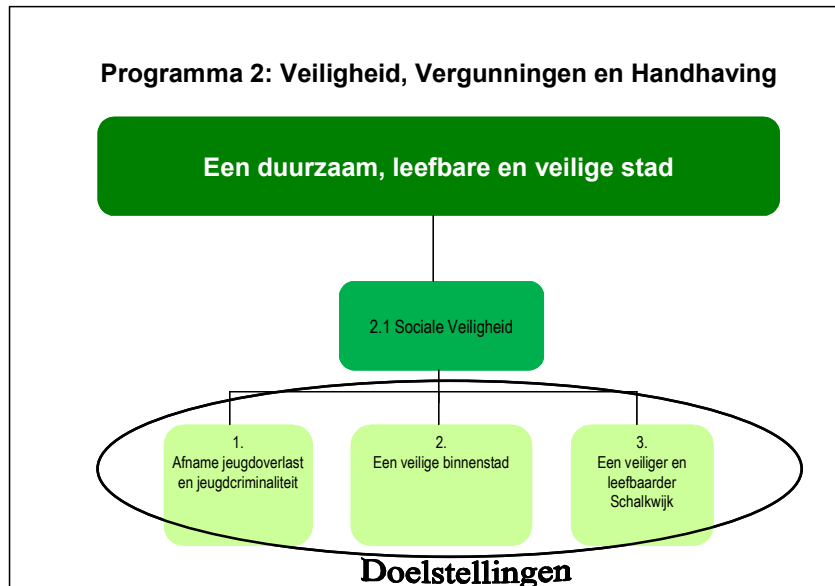 Programma 2: Veiligheid, Vergunningen en Handhaving
Een duurzaam, leefbare en veilige stad
2.1 Sociale Veiligheid
1.
Afname jeugdoverlast
en jeugdcriminaliteit
2.
Een veilige binnenstad
3.
Een veiliger en
leefbaarder
Schalkwijk
Doelstellingen